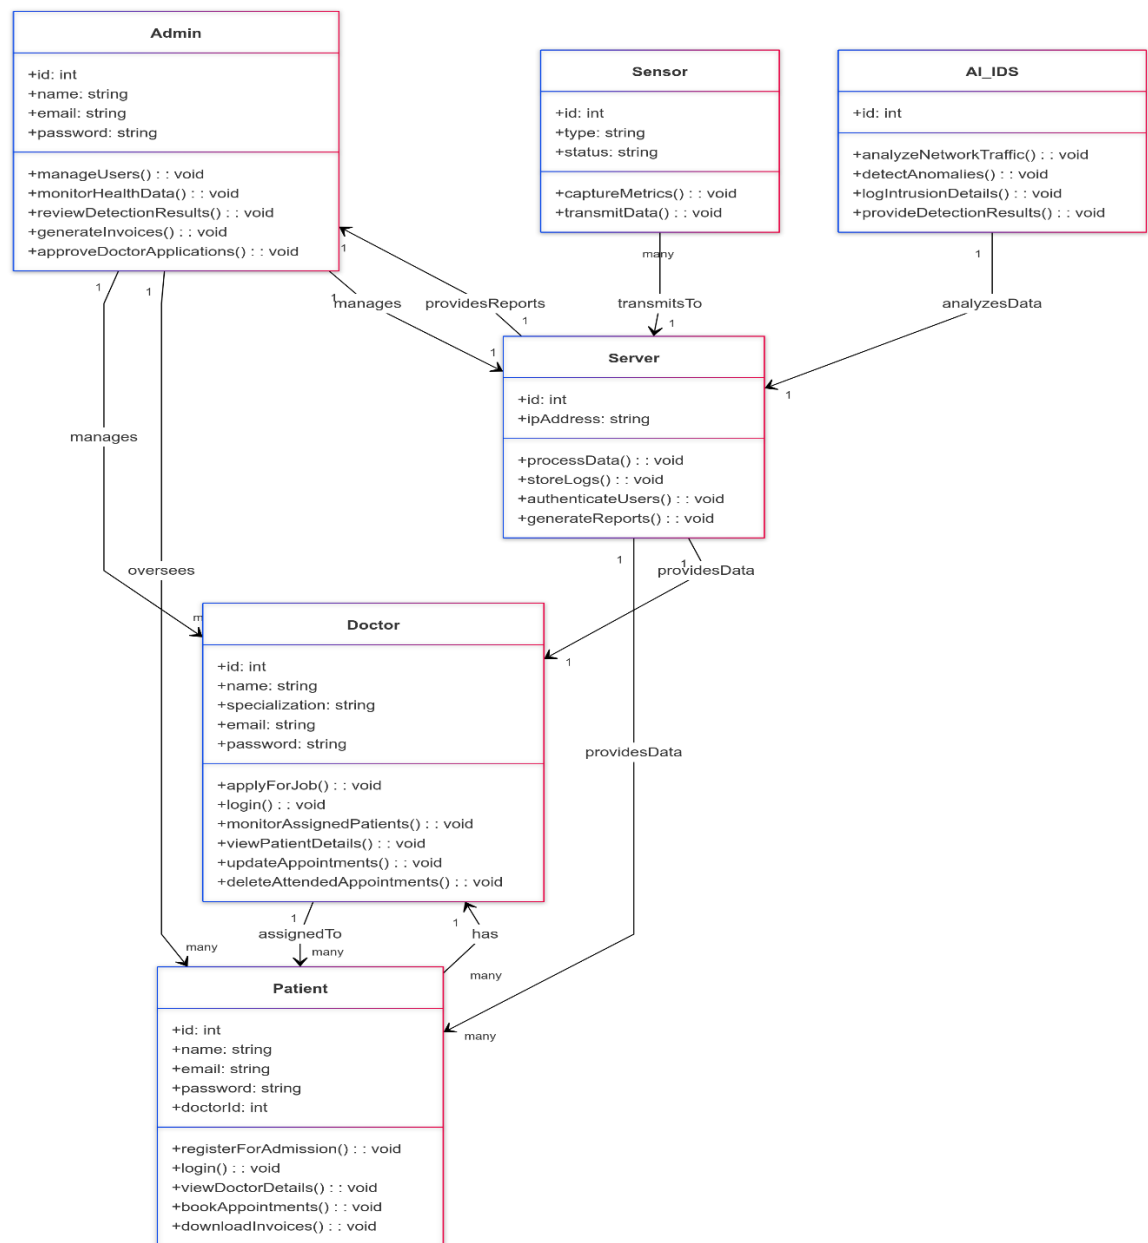 Admin
+id: int
+name: string
+email: string
+password: string
+manageUsers() : : void
+monitorHealthData() : : void
+reviewDetectionResults() : : void
+generateInvoices() : : void
+approveDoctorApplications() : : void
Sensor
+id: int
+type: string
+status: string
+captureMetrics() : : void
+transmitData() : : void
AI_IDS
+id: int
+analyzeNetworkTraffic() : : void
+detectAnomalies() : : void
+logIntrusionDetails() : : void
+provideDetectionResults() : : void
1
1
1
manages
1
1
providesReports
1
many
transmitsTo
1
1
analyzesData
1
Server
+id: int
+ipAddress: string
+processData() : : void
+storeLogs() : : void
+authenticateUsers() : : void
+generateReports() : : void
manages
oversees
1
1
providesData
1
providesData
Doctor
+id: int
+name: string
+specialization: string
+email: string
+password: string
+applyForJob() : : void
+login() : : void
+monitorAssignedPatients() : : void
+viewPatientDetails() : : void
+updateAppointments() : : void
+deleteAttendedAppointments() : : void
1
assignedTo
many
1
has
many
many
many
Patient
+id: int
+name: string
+email: string
+password: string
+doctorId: int
+registerForAdmission() : : void
+login() : : void
+viewDoctorDetails() : : void
+bookAppointments() : : void
+downloadInvoices() : : void